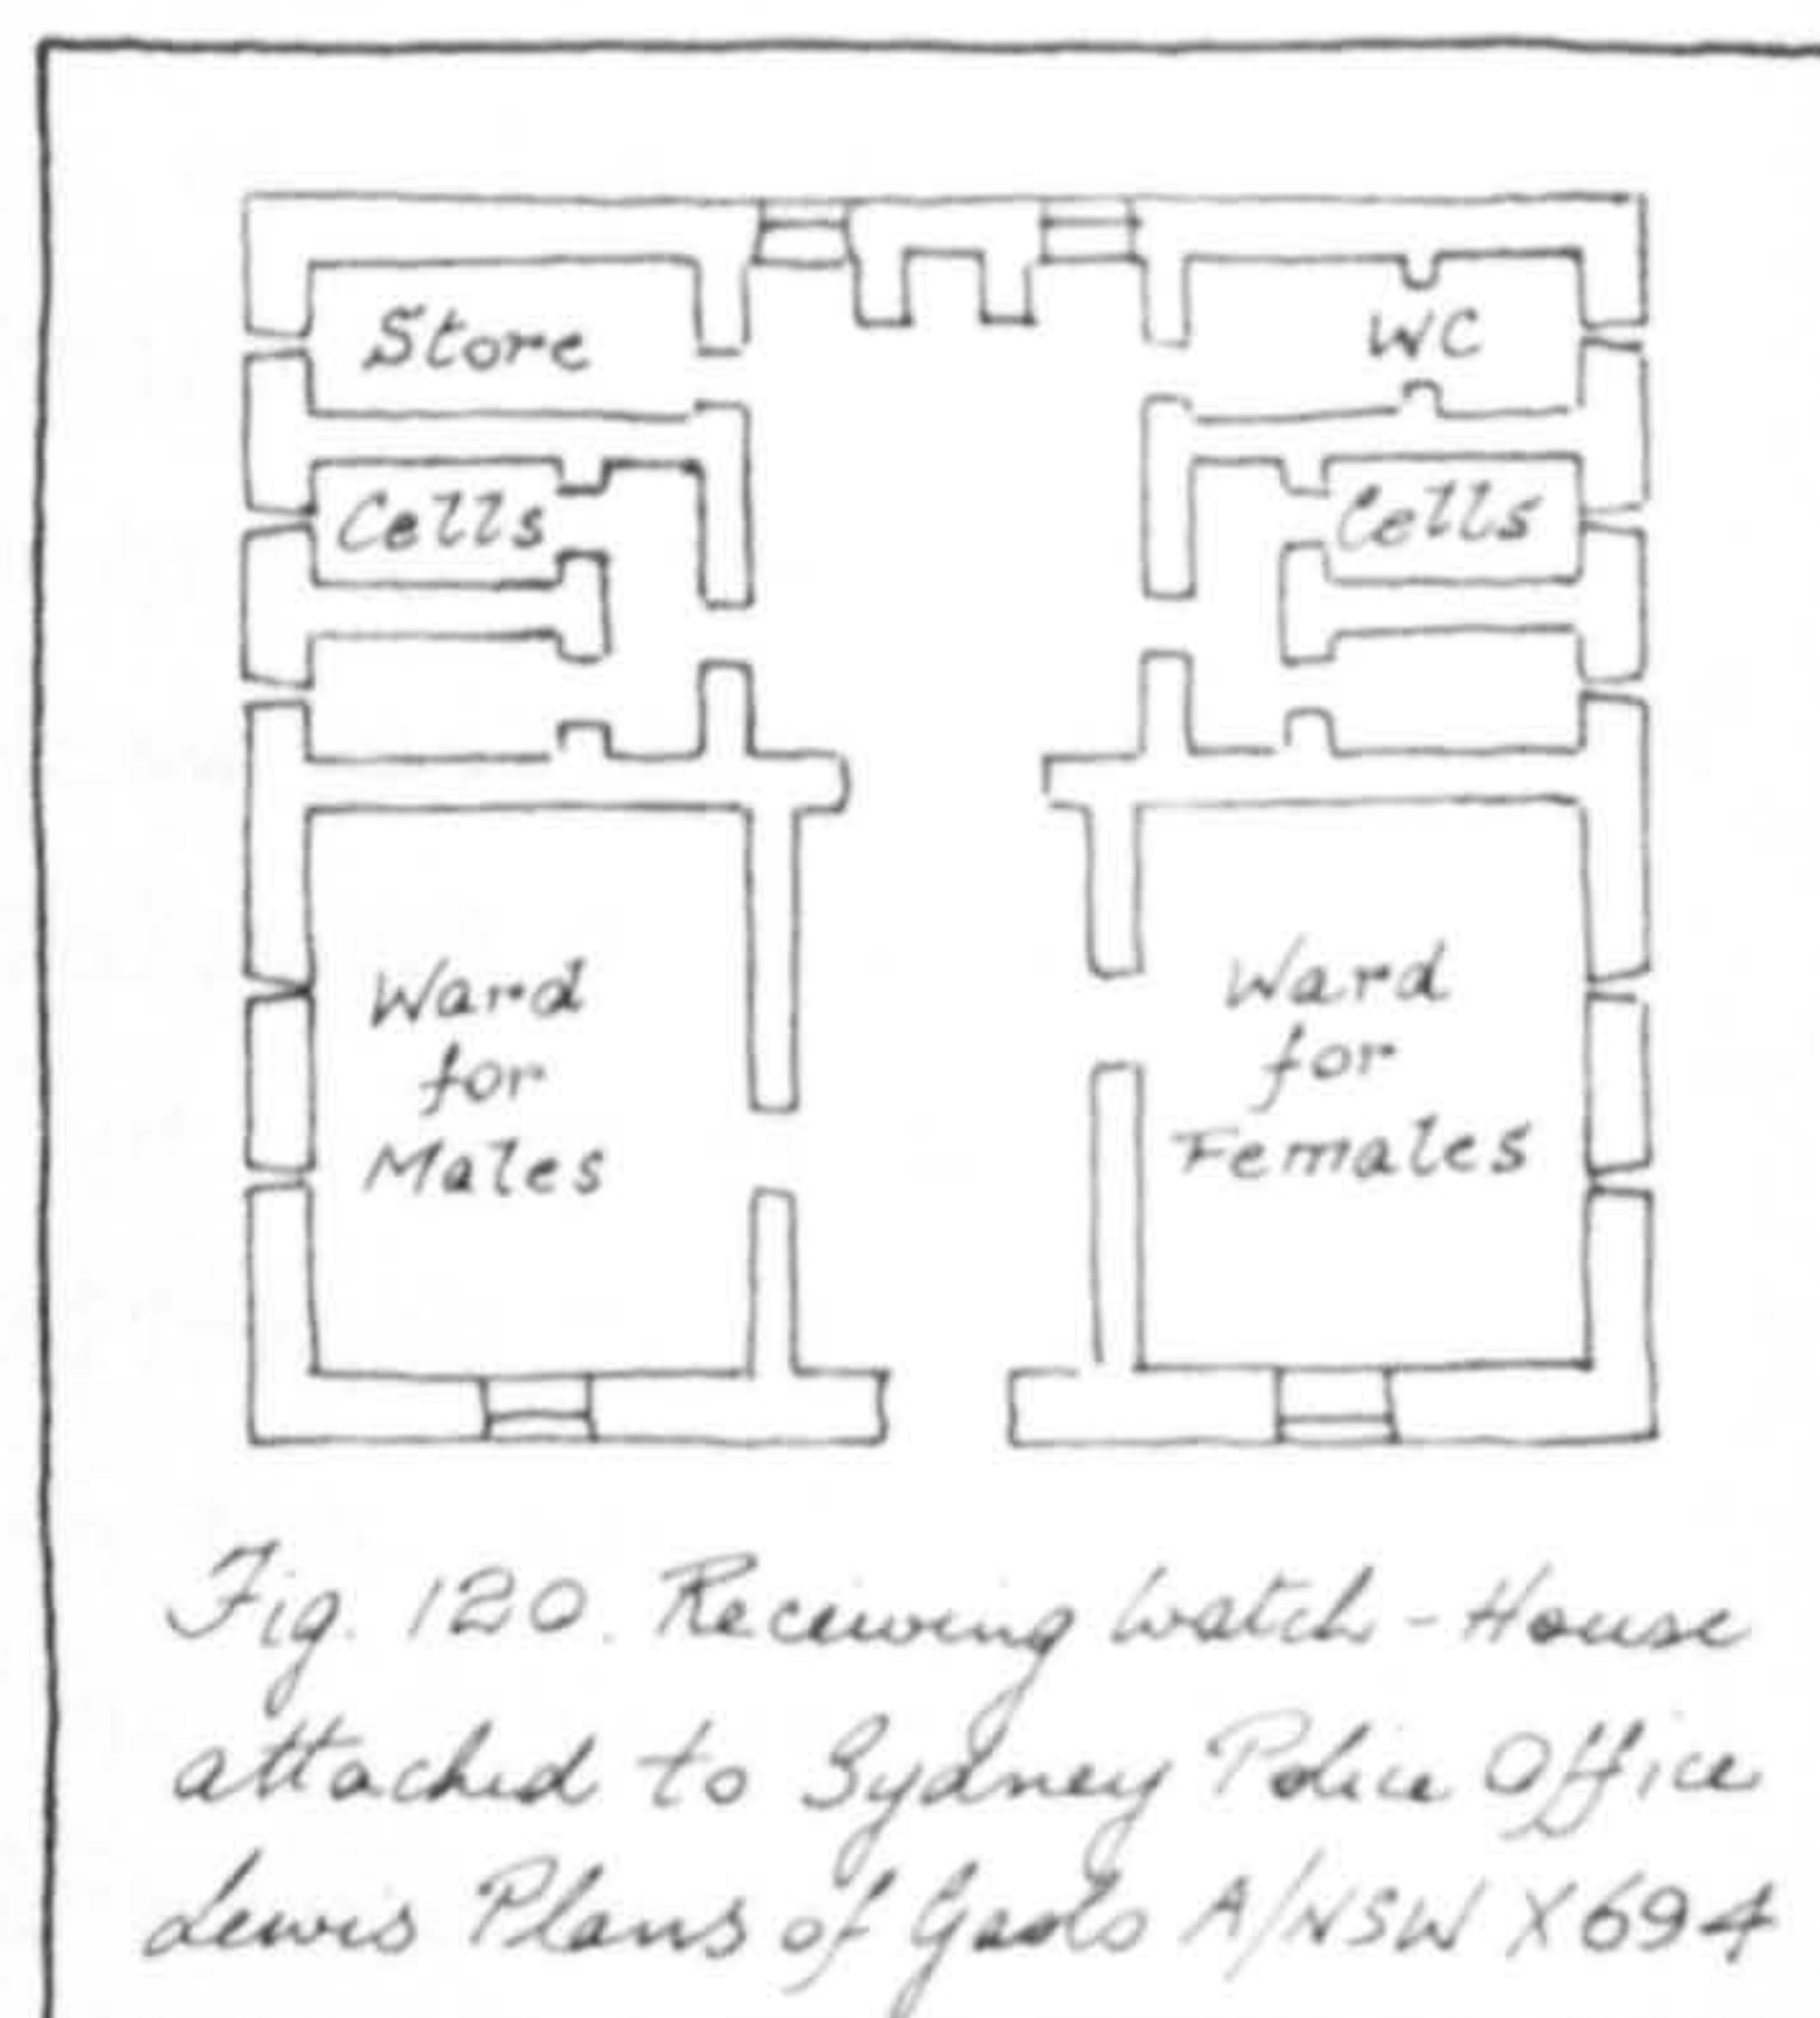 Store
WC
Cells
Cells
Ward
for
Males
Ward
for
Females
Fig. 120. Receiving Watch-House
attached to Sydney Police Office
Lewis Plans of Gaols A/NSW X694